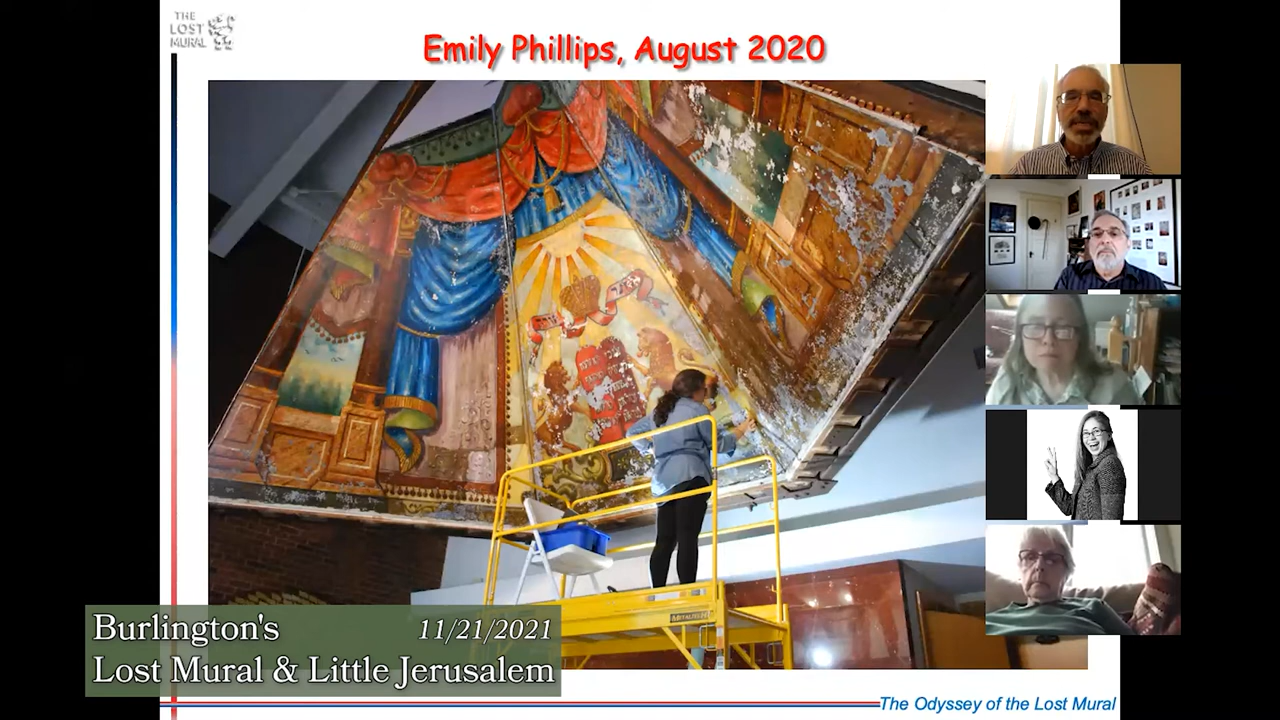 THE
LOST
MURAL
Emily Phillips, August 2020
METALTECH
Burlington's
11/21/2021
Lost Mural & Little Jerusalem
The Odyssey of the Lost Mural